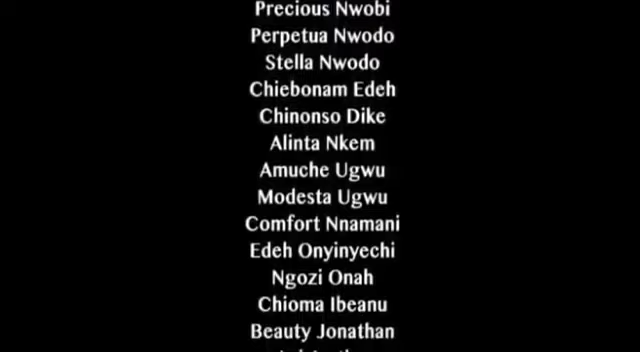 Precious Nwobi
Perpetua Nwodo
Stella Nwodo
Chiebonam Edeh
Chinonso Dike
Alinta Nkem
Amuche Ugwu
Modesta Ugwu
Comfort Nnamani
Edeh Onyinyechi
Ngozi Onah
Chioma Ibeanu
Beauty Jonathan